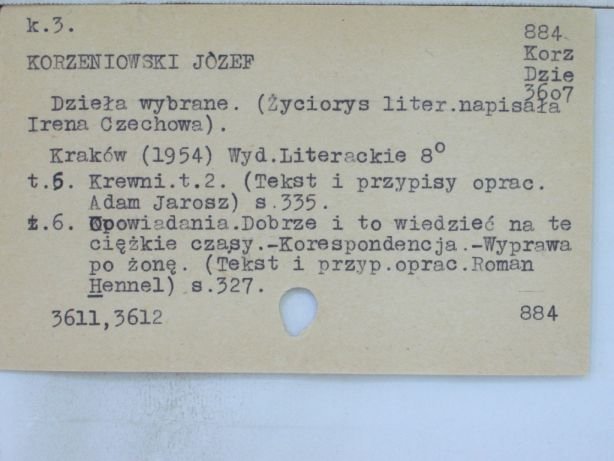 k.3.
884
Korz
Dzie
3607
KORZENIOWSKI JÓZEF
Dzieła wybrane. (Życiorys liter.napisała
Irena Czechowa).
Kraków (1954) Wyd.Literackie 8°
t.5. Krewni.t.2. (Tekst i przypisy oprac.
Adam Jarosz) s.335.
t.6. Opowiadania.Dobrze i to wiedzieć na te
ciężkie czasy.-Korespondencja.-Wyprawa
po żonę. (Tekst i przyp.oprac.Roman
Hennel) s.327.
3611,3612
884